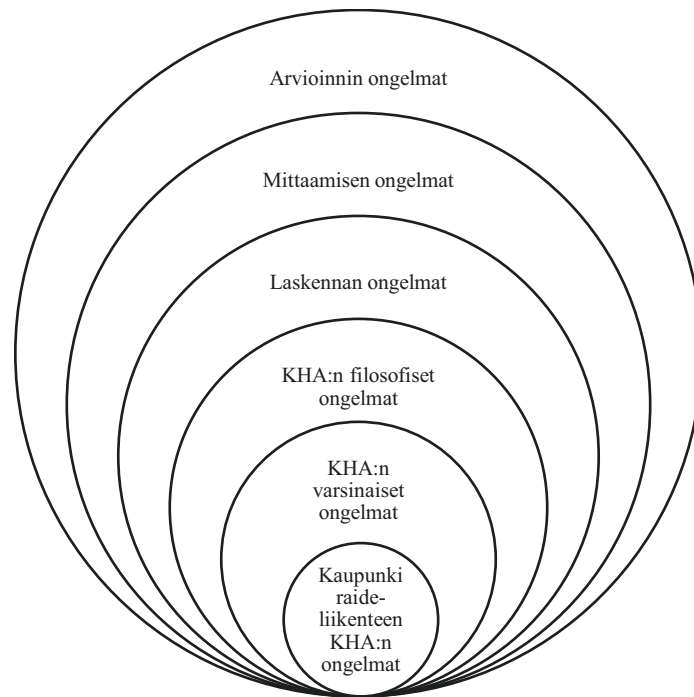 Arvioinnin ongelmat
Mittaamisen ongelmat
Laskennan ongelmat
KHA:n filosofiset
ongelmat
KHA:n
varsinaiset
ongelmat
Kaupunki
raide-
liikenteen
KHA:n
ongelmat